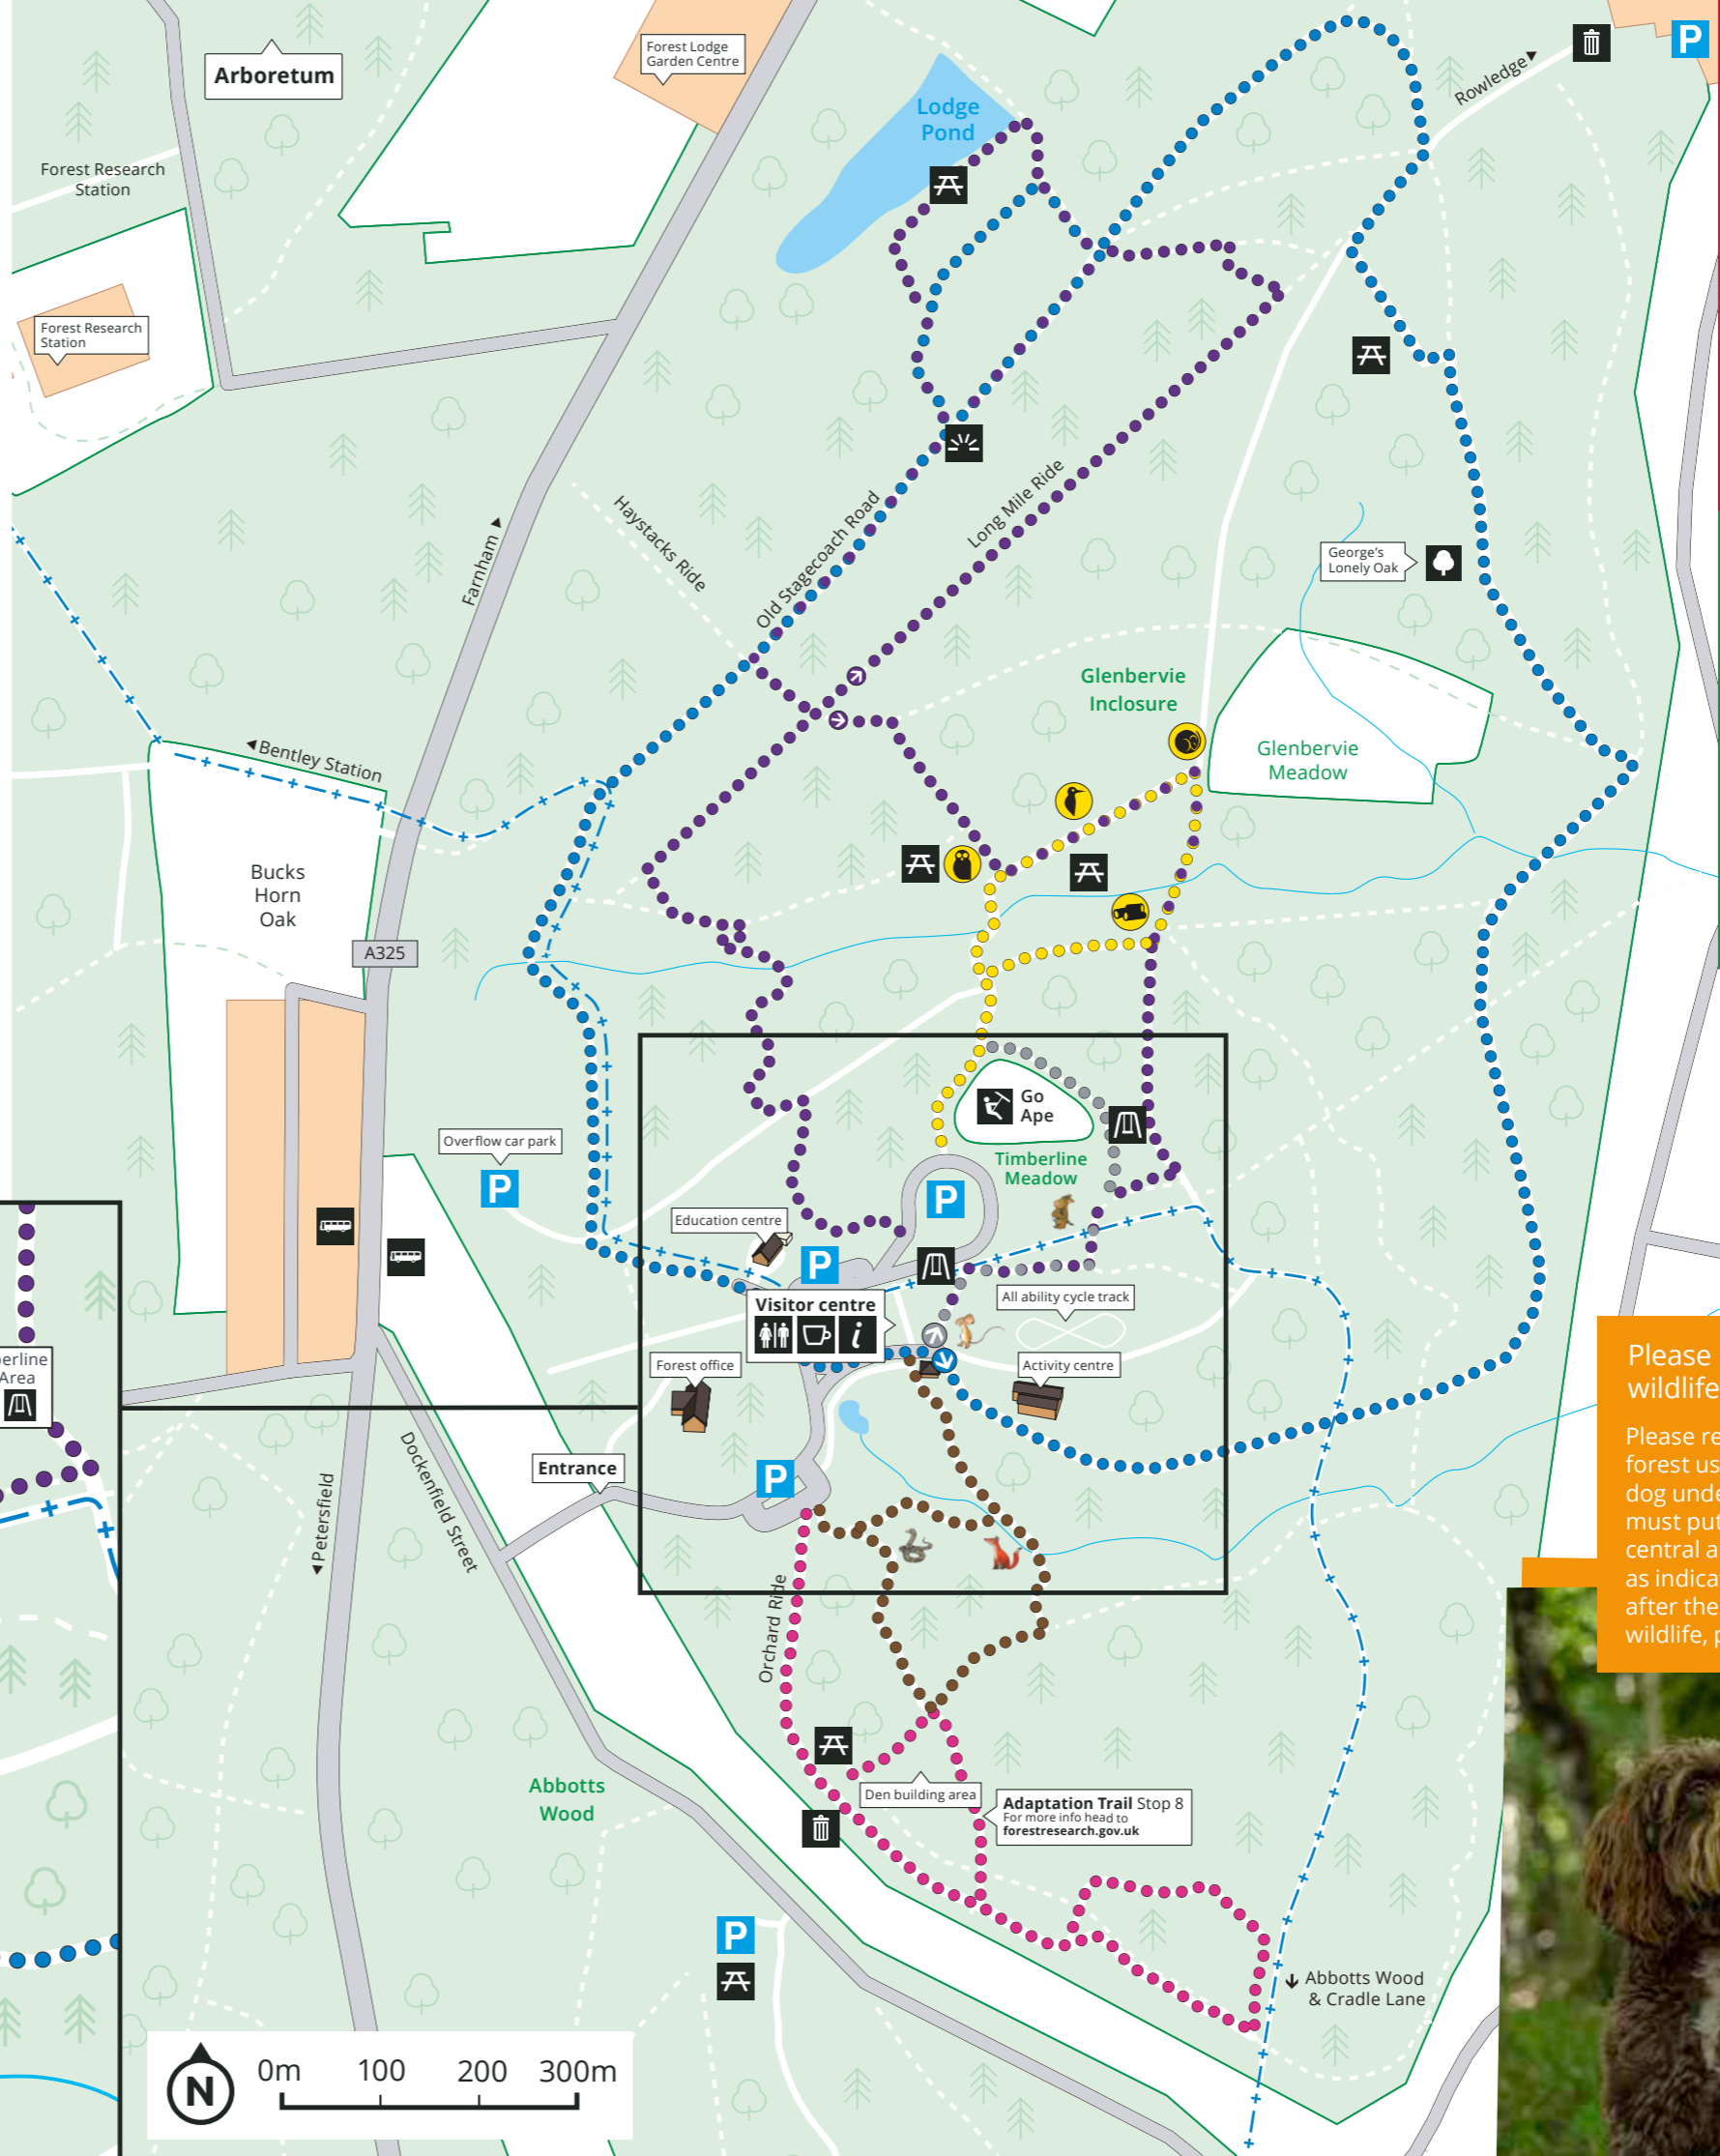 Arboretum
Forest Lodge
Garden Centre
Lodge
Pond
Rowledge
P
Forest Research
Station
Forest Research
Station
Haystacks Ride
Old Stagecoach Road
Long Mile Ride
Farnham
George's
Lonely Oak
Glenbervie
Inclosure
Glenbervie
Meadow
Bentley Station
Bucks
Horn
Oak
A325
Go
Ape
Timberline
Meadow
Overflow car park
P
P
Education centre
P
Visitor centre
i
All ability cycle track
Forest office
Activity centre
erline
Area
Entrance
P
Dockenfield Street
Petersfield
Orchard Ride
Please
wildlife
Please re
forest us
dog unde
must put
central a
as indica
after the
wildlife, p
Abbotts
Wood
Den building area
Adaptation Trail Stop 8
For more info head to
forestresearch.gov.uk
P
Abbotts Wood
& Cradle Lane
N
0m 100 200 300m